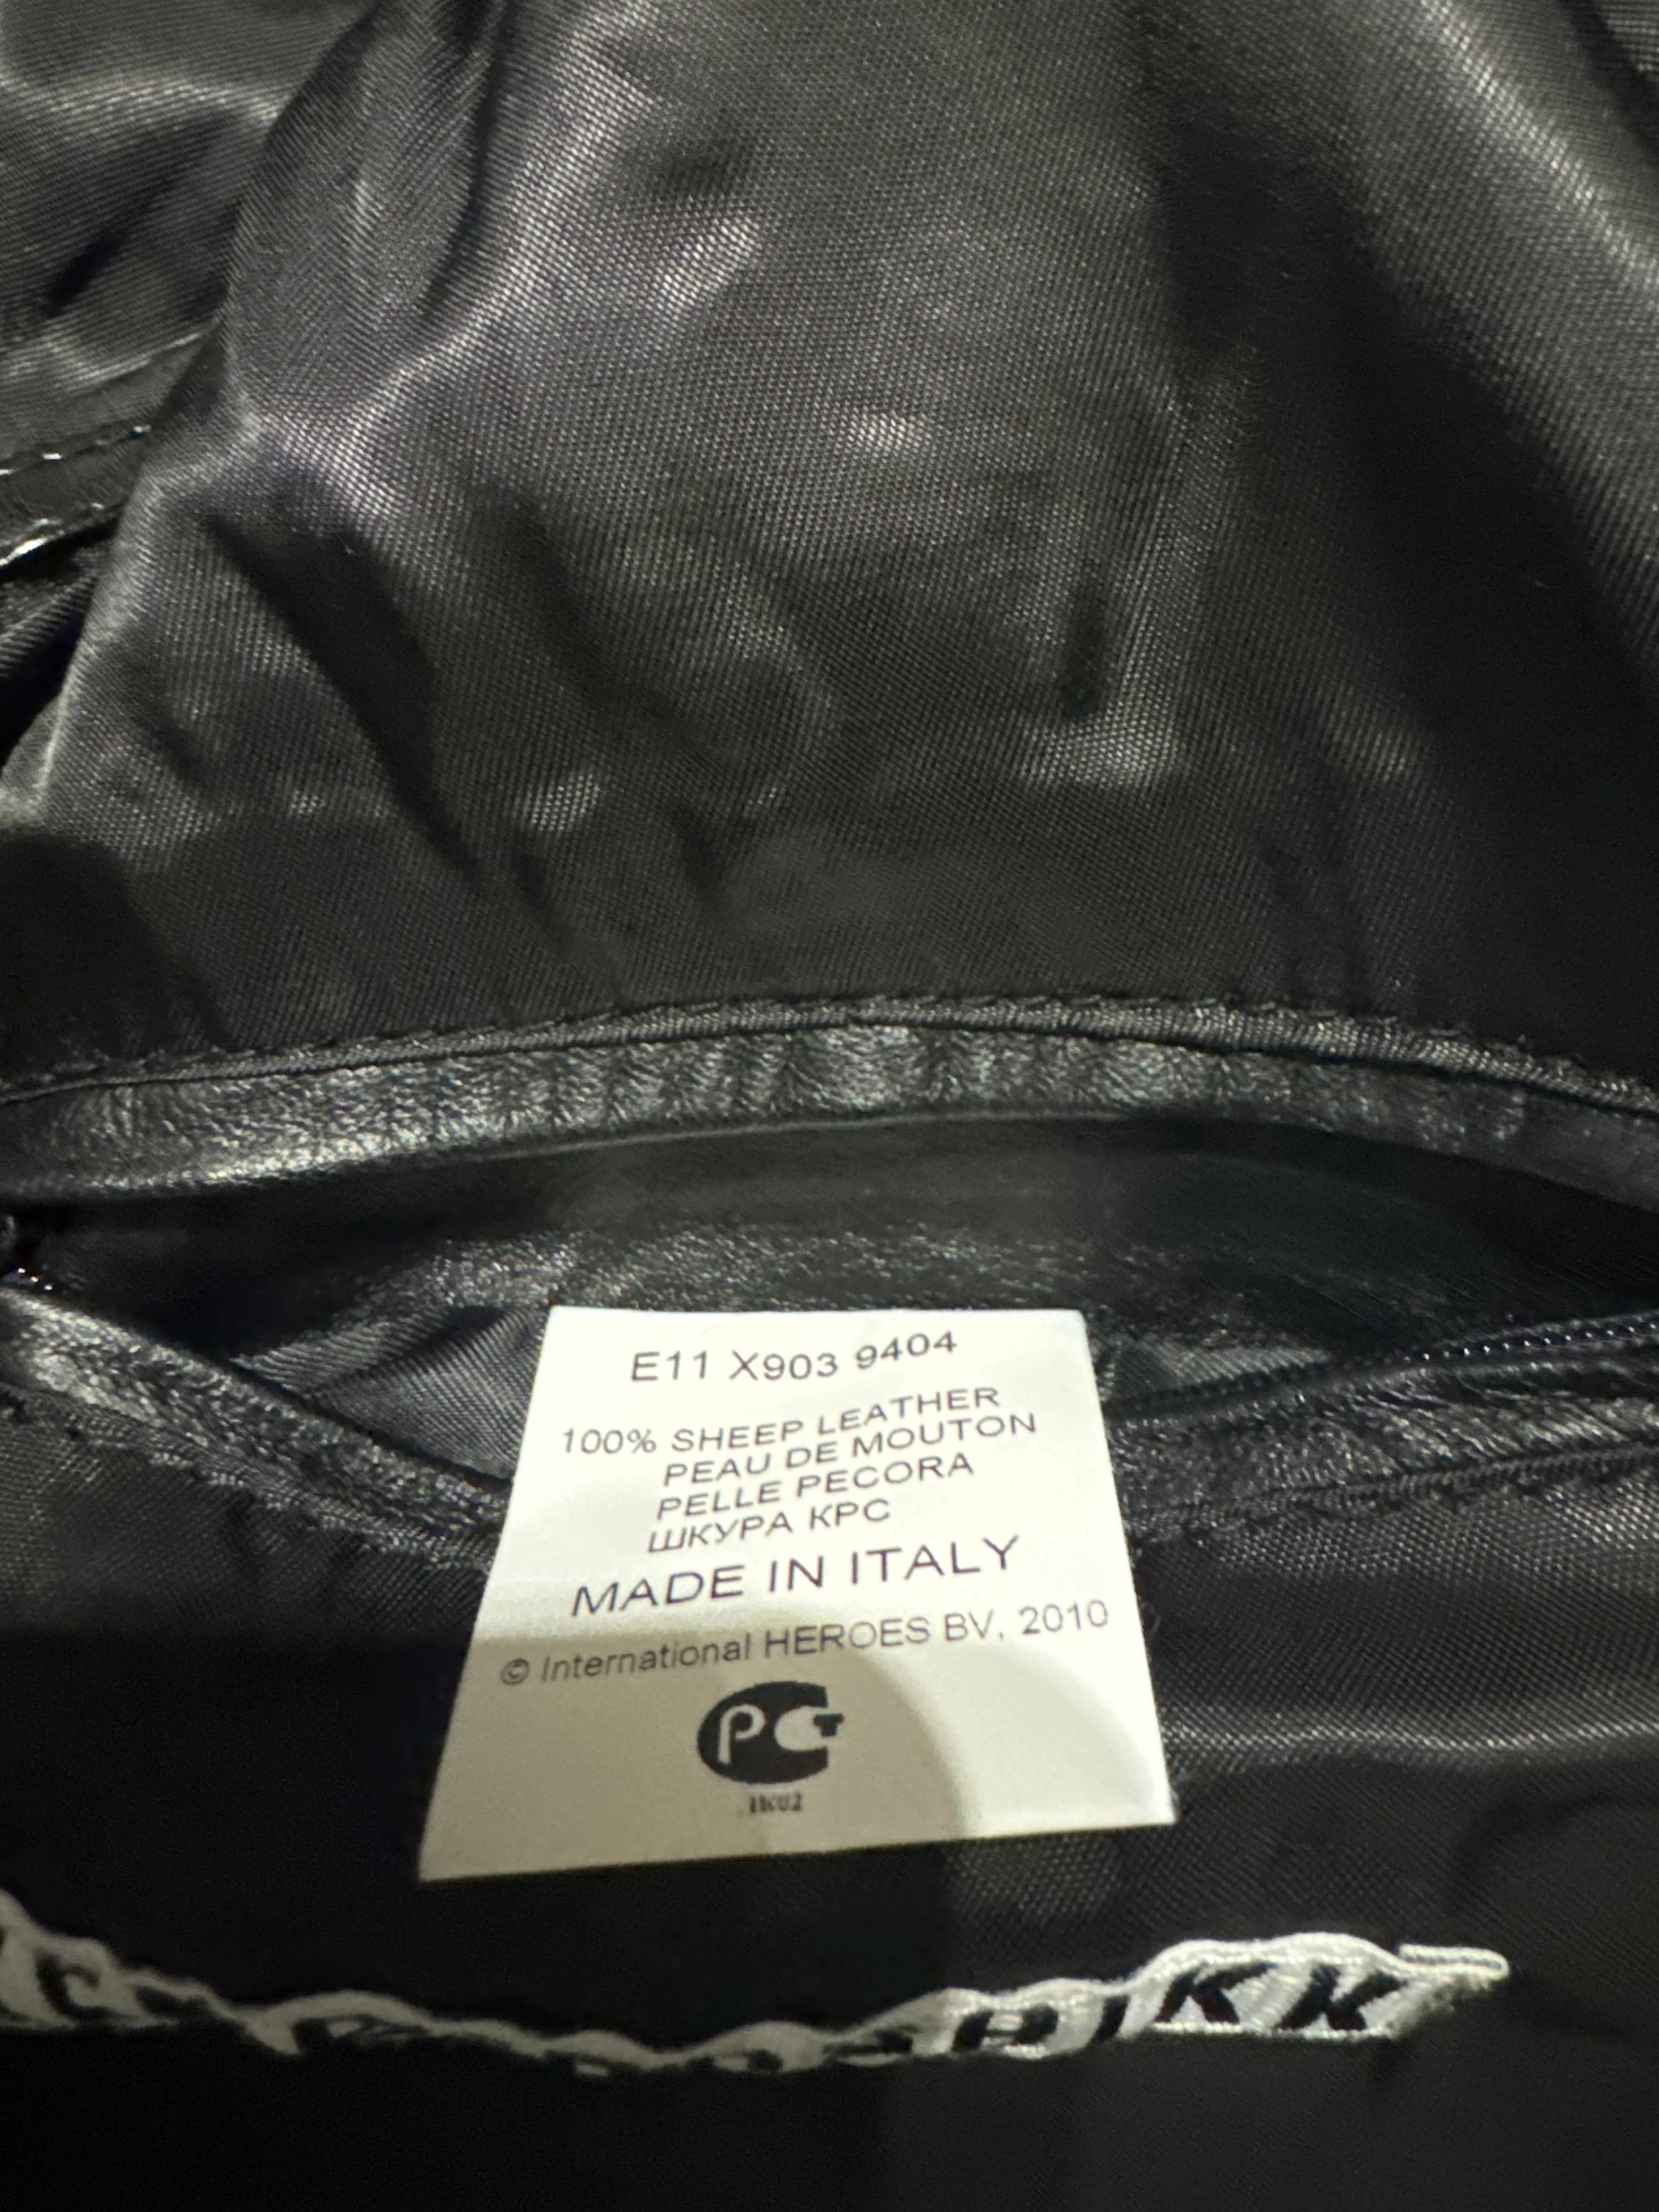 E11 X903 9404
100% SHEEP LEATHER
PEAU DE MOUTON
PELLE PECORA
ШКУРА КРС
MADE IN ITALY
© International HEROES BV, 2010
РСТ